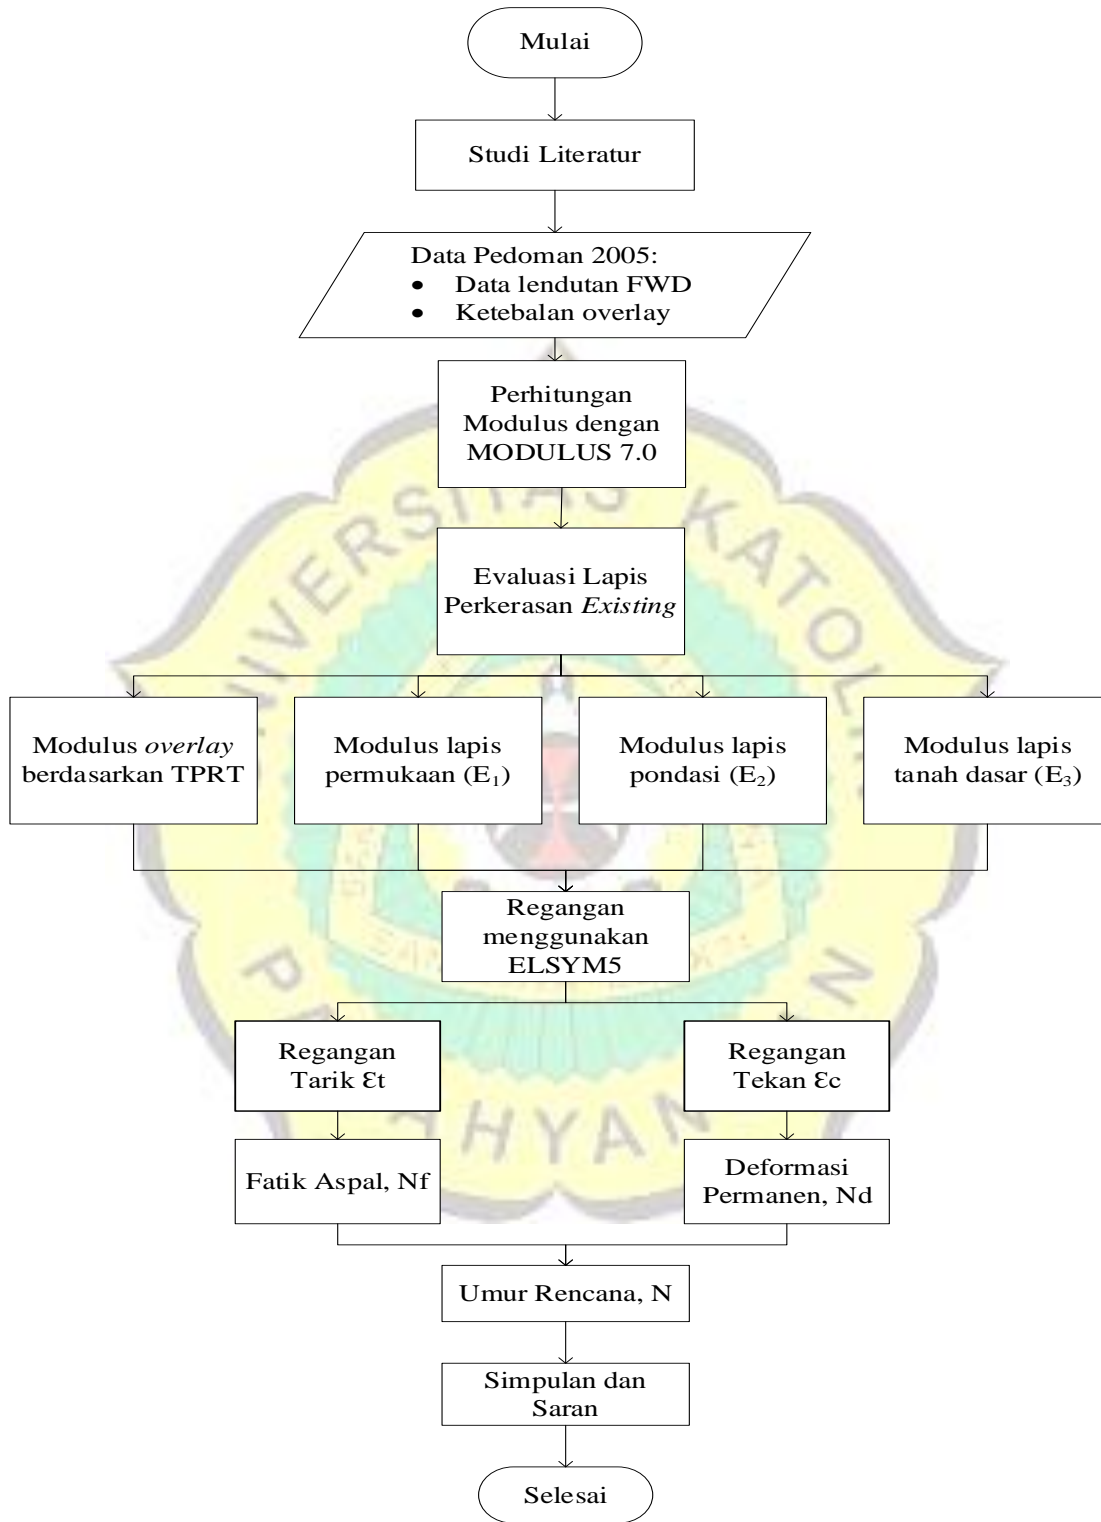 Mulai
Studi Literatur
Data Pedoman 2005:
• Data lendutan FWD
• Ketebalan overlay
Perhitungan
Modulus dengan
MODULUS 7.0
Evaluasi Lapis
Perkerasan Existing
Modulus overlay
berdasarkan TPRT
Modulus lapis
permukaan (E₁)
Modulus lapis
pondasi (E₂)
Modulus lapis
tanah dasar (E₃)
Regangan
menggunakan
ELSYM5
Regangan
Tarik Ɛt
Regangan
Tekan Ɛc
Fatik Aspal, Nf
Deformasi
Permanen, Nd
Umur Rencana, N
Simpulan dan
Saran
Selesai